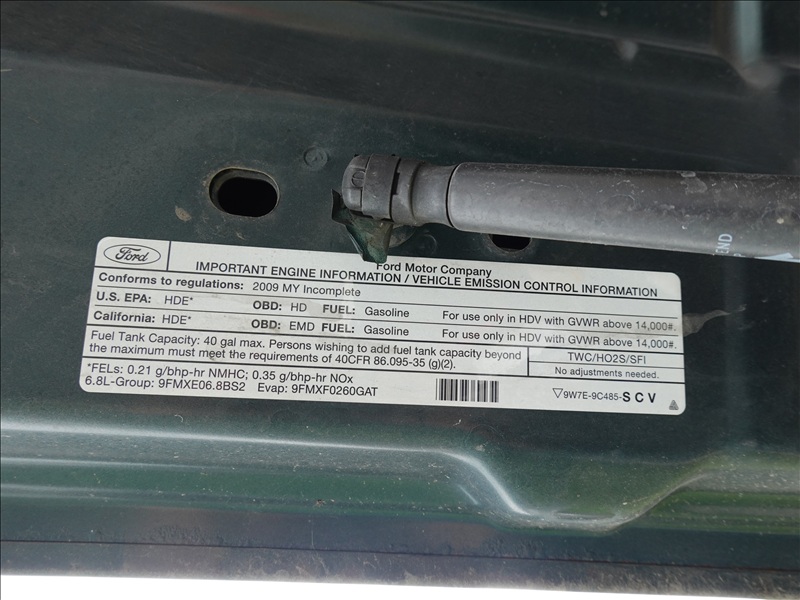 Ford
Ford Motor Company
IMPORTANT ENGINE INFORMATION / VEHICLE EMISSION CONTROL INFORMATION
Conforms to regulations: 2009 MY Incomplete
U.S. EPA: HDE* OBD: HD FUEL: Gasoline For use only in HDV with GVWR above 14,000#.
California: HDE* OBD: EMD FUEL: Gasoline For use only in HDV with GVWR above 14,000#.
Fuel Tank Capacity: 40 gal max. Persons wishing to add fuel tank capacity beyond
the maximum must meet the requirements of 40CFR 86.095-35 (g)(2).
TWC/HO2S/SFI
No adjustments needed.
*FELs: 0.21 g/bhp-hr NMHC; 0.35 g/bhp-hr NOx
6.8L-Group: 9FMXE06.8BS2 Evap: 9FMXF0260GAT
9W7E-9C485-SCV
END